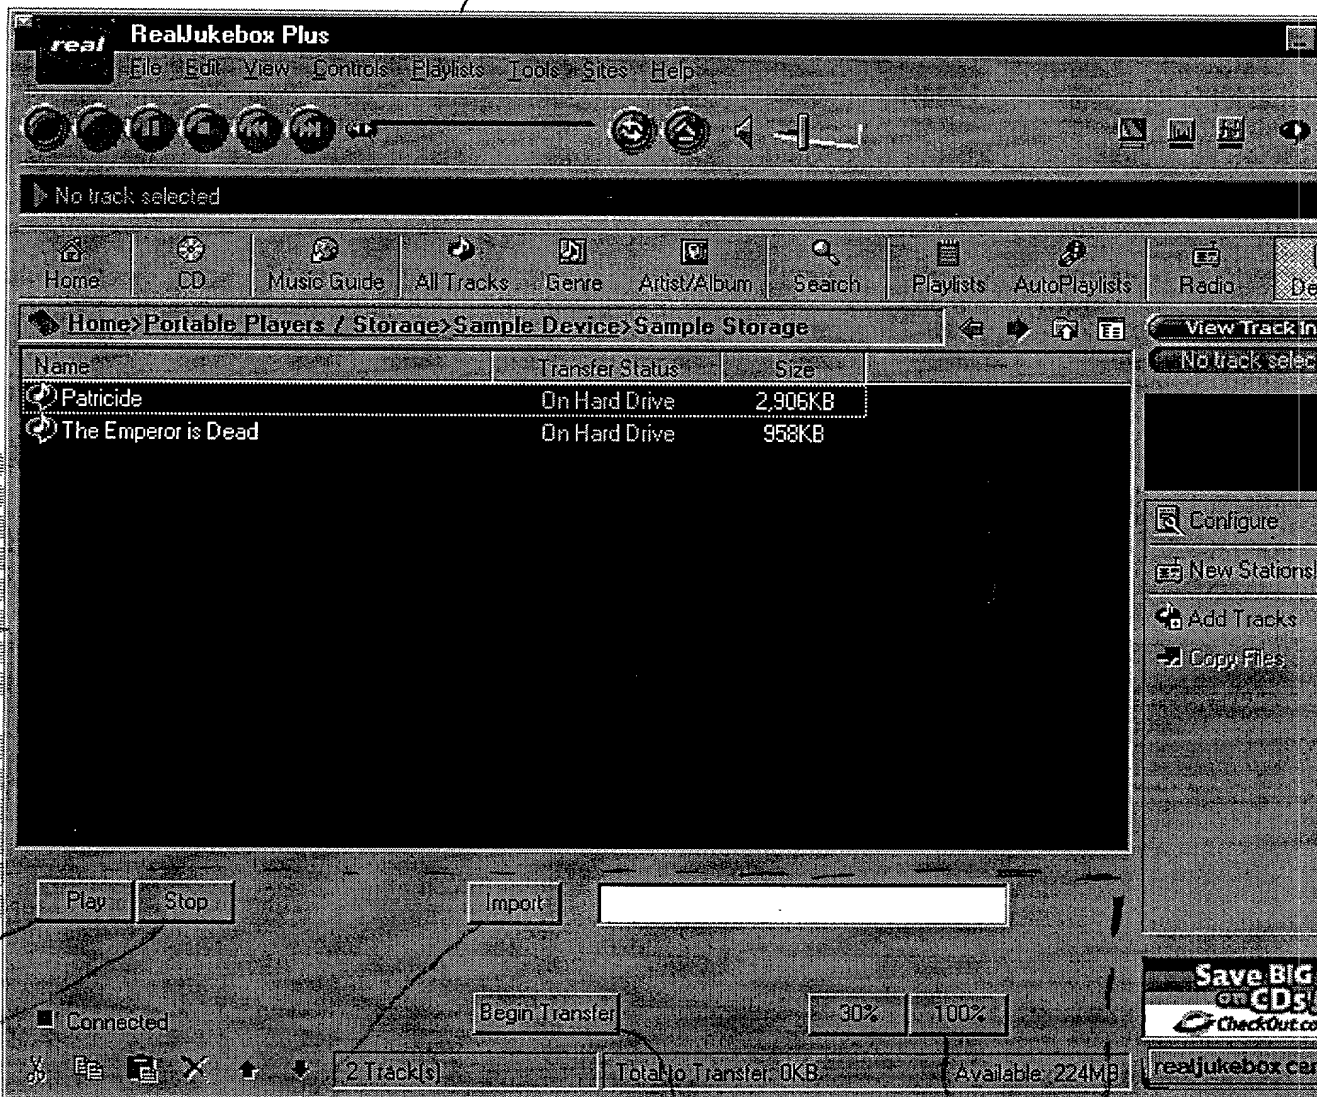 real RealJukebox Plus
File Edit View Controls Playlists Tools Sites Help
No track selected
Home CD Music Guide All Tracks Genre Artist/Album Search Playlists AutoPlaylists Radio De
Home>Portable Players / Storage>Sample Device>Sample Storage View Track In
Name Transfer Status Size No track selec
Patricide On Hard Drive 2,906KB
The Emperor is Dead On Hard Drive 958KB
Configure
New Stations!
Add Tracks
Copy Files
Play Stop Import
Save BIG
on CDs
CheckOut.co
Connected Begin Transfer 30% 100%
2 Track(s) Total to Transfer: 0KB Available: 224MB realjukebox cen